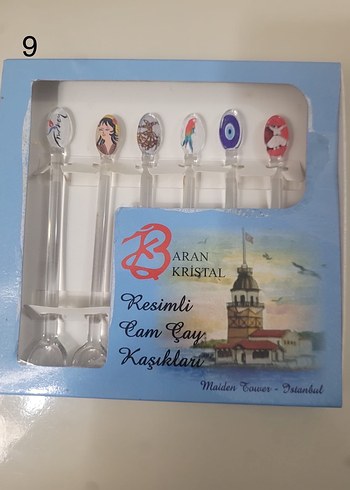 9
BARAN
KRİSTAL
Resimli
Cam Çay
Kaşıkları
Maiden Tower - Istanbul